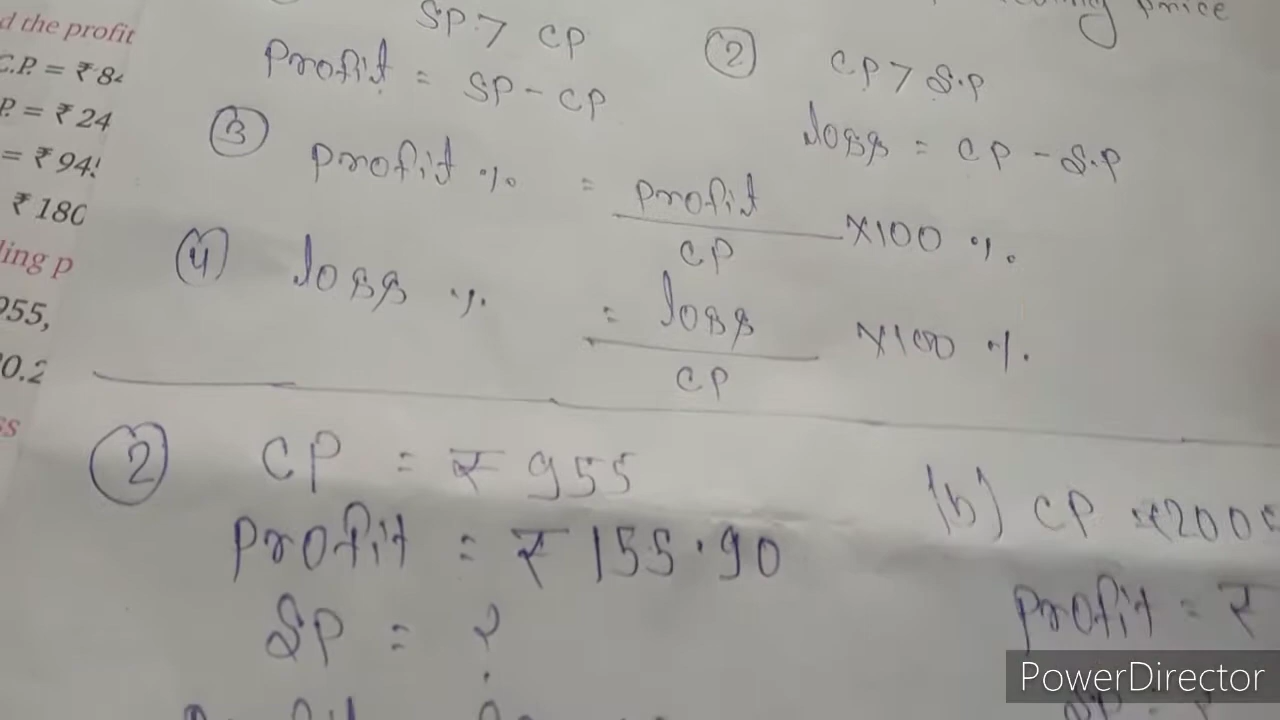 price
SP > CP
Profit = SP - CP
(2) CP > S.P
loss = CP - S.P
(3) profit % = profit / CP × 100 %
(4) loss % = loss / CP × 100 %
(2) CP = ₹ 955
Profit = ₹ 155.90
SP = ?
(b) CP
Profit = ₹
d the profit
C.P. = ₹ 8
P. = ₹ 24
= ₹ 94
₹ 180
ling p
955,
0.2
ss
PowerDirector